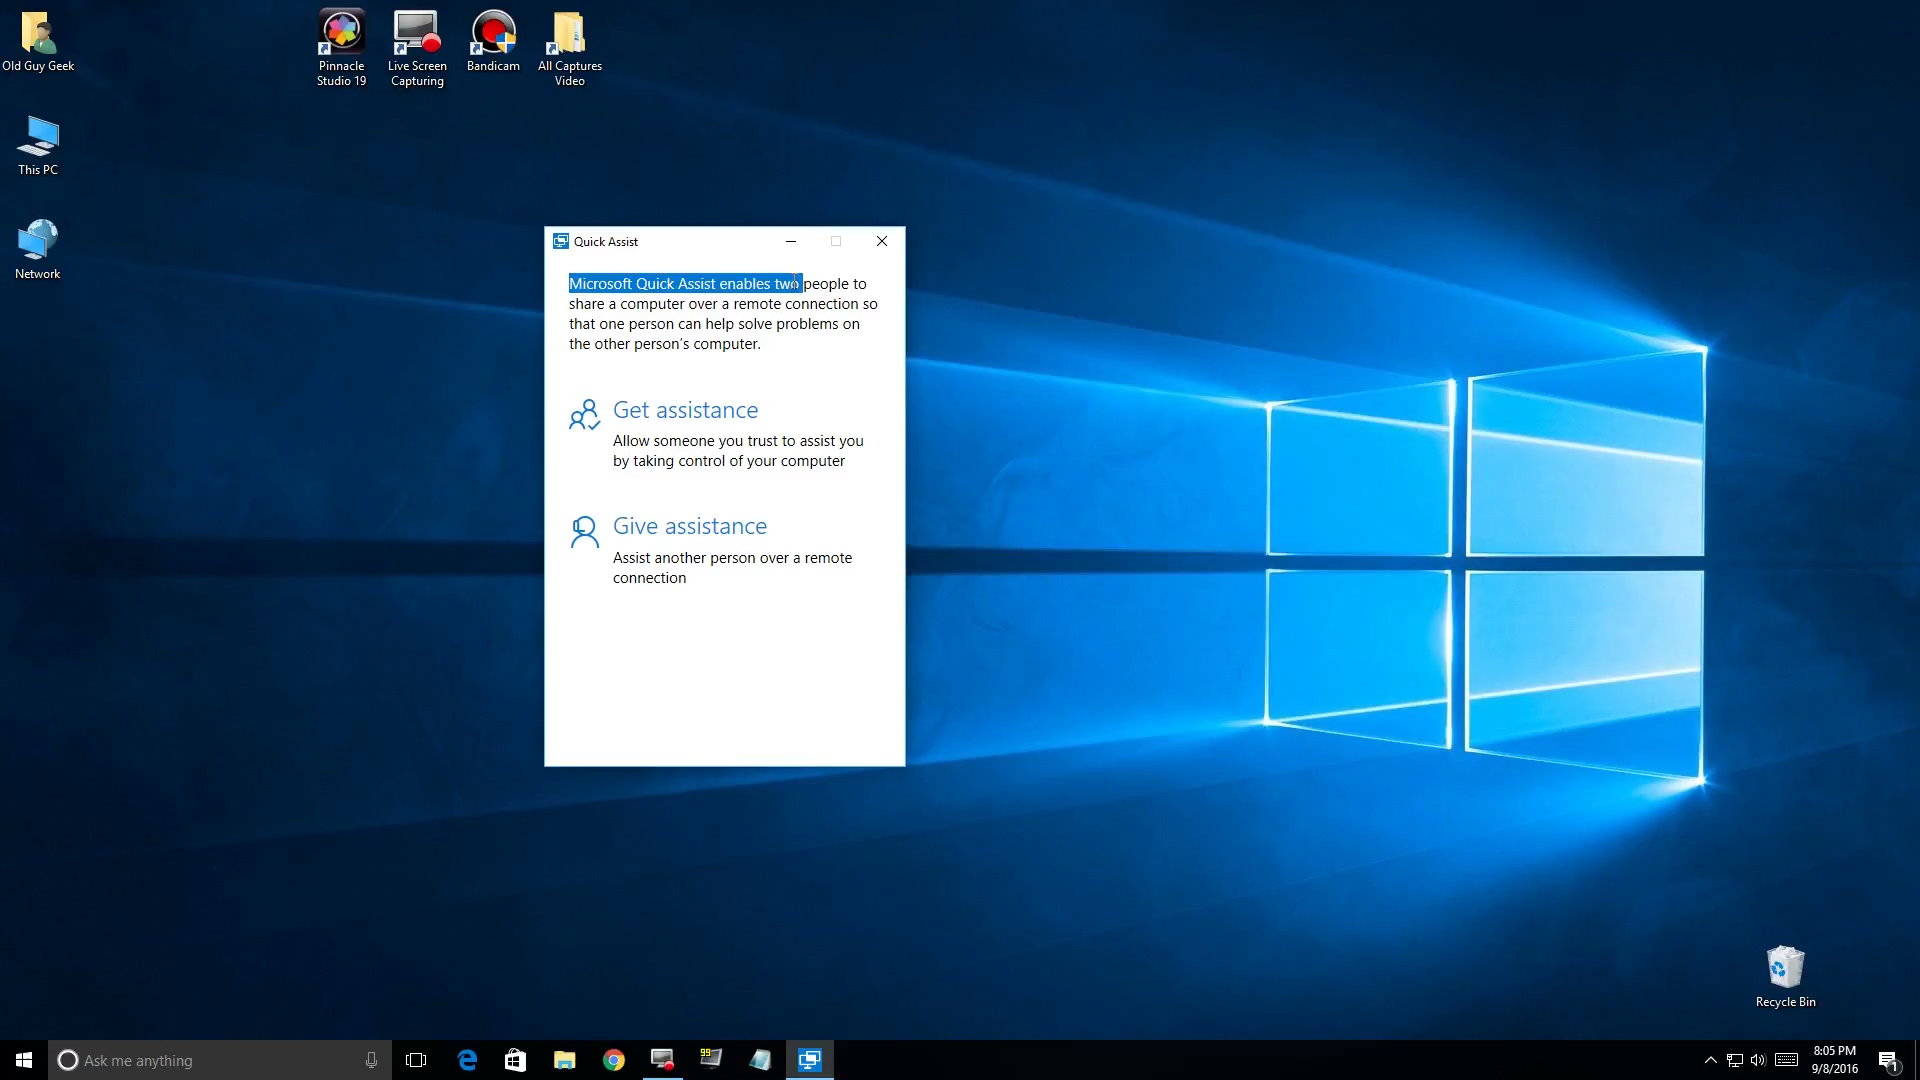 Old Guy Geek
Pinnacle
Studio 19
Live Screen
Capturing
Bandicam
All Captures
Video
This PC
Network
Quick Assist
Microsoft Quick Assist enables two people to
share a computer over a remote connection so
that one person can help solve problems on
the other person's computer.
Get assistance
Allow someone you trust to assist you
by taking control of your computer
Give assistance
Assist another person over a remote
connection
Recycle Bin
Ask me anything
99
8:05 PM
9/8/2016
1